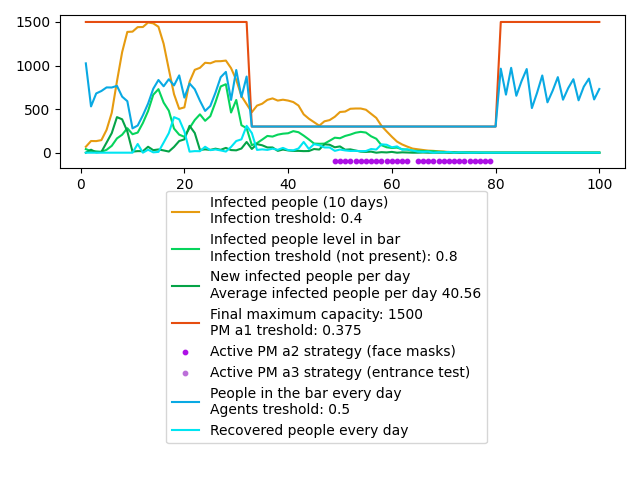 1500
1000
500
0
0
20
40
60
80
100
Infected people (10 days)
Infection treshold: 0.4
Infected people level in bar
Infection treshold (not present): 0.8
New infected people per day
Average infected people per day 40.56
Final maximum capacity: 1500
PM a1 treshold: 0.375
Active PM a2 strategy (face masks)
Active PM a3 strategy (entrance test)
People in the bar every day
Agents treshold: 0.5
Recovered people every day